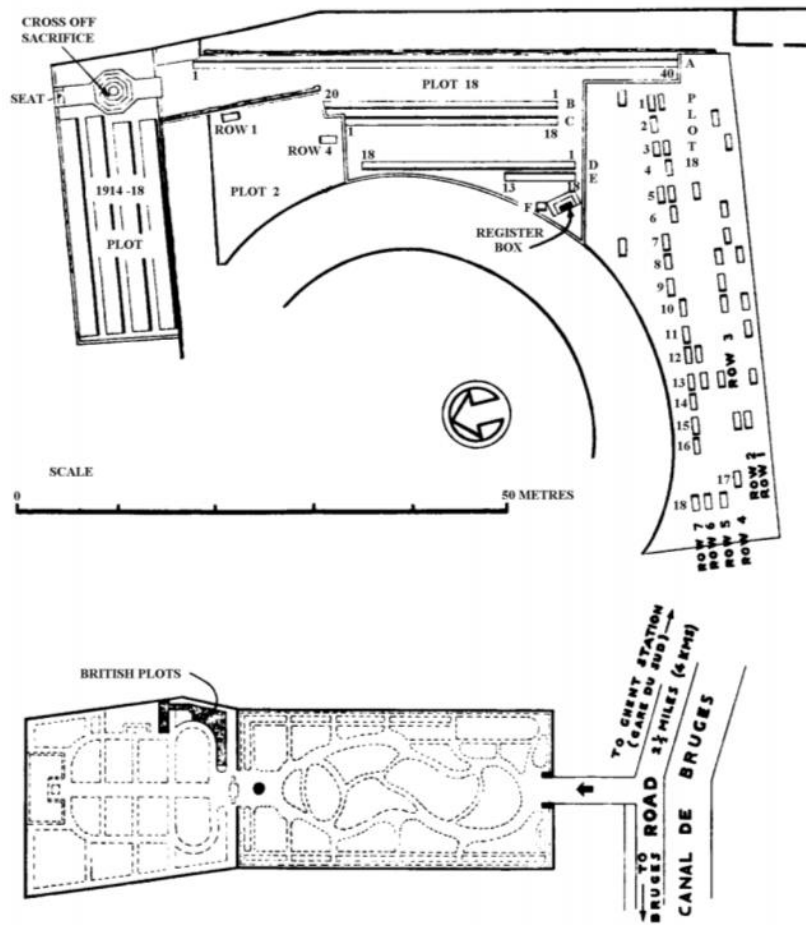 CROSS OFF
SACRIFICE
SEAT
1
40
A
PLOT 18
20
1
B
C
1
18
ROW 1
ROW 4
18
1
D
E
13
8
F
PLOT 2
1914 -18
PLOT
REGISTER
BOX
PLOT
18
1
2
3
4
5
6
7
8
9
10
11
12
13
14
15
16
17
18
ROW 3
ROW 2
ROW 1
ROW 7
ROW 6
ROW 5
ROW 4
SCALE
0
50 METRES
BRITISH PLOTS
TO GHENT STATION
(GARE DU SUD)
2½ MILES (4 KMS)
TO
BRUGES ROAD
CANAL DE BRUGES